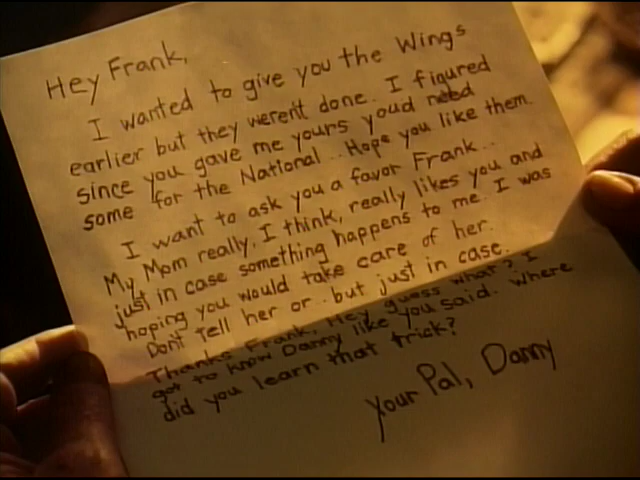 Hey Frank,
I wanted to give you the Wings
earlier but they weren't done. I figured
since you gave me yours youd need
some for the National... Hope you like them.
I want to ask you a favor Frank...
My Mom really, I think, really likes you and
just in case something happens to me. I was
hoping you would take care of her.
Don't Tell her or.. but just in case.
Thanks Frank. Hey guess what? I
got to know Danny like you said. Where
did you learn that trick?
Your Pal, Danny